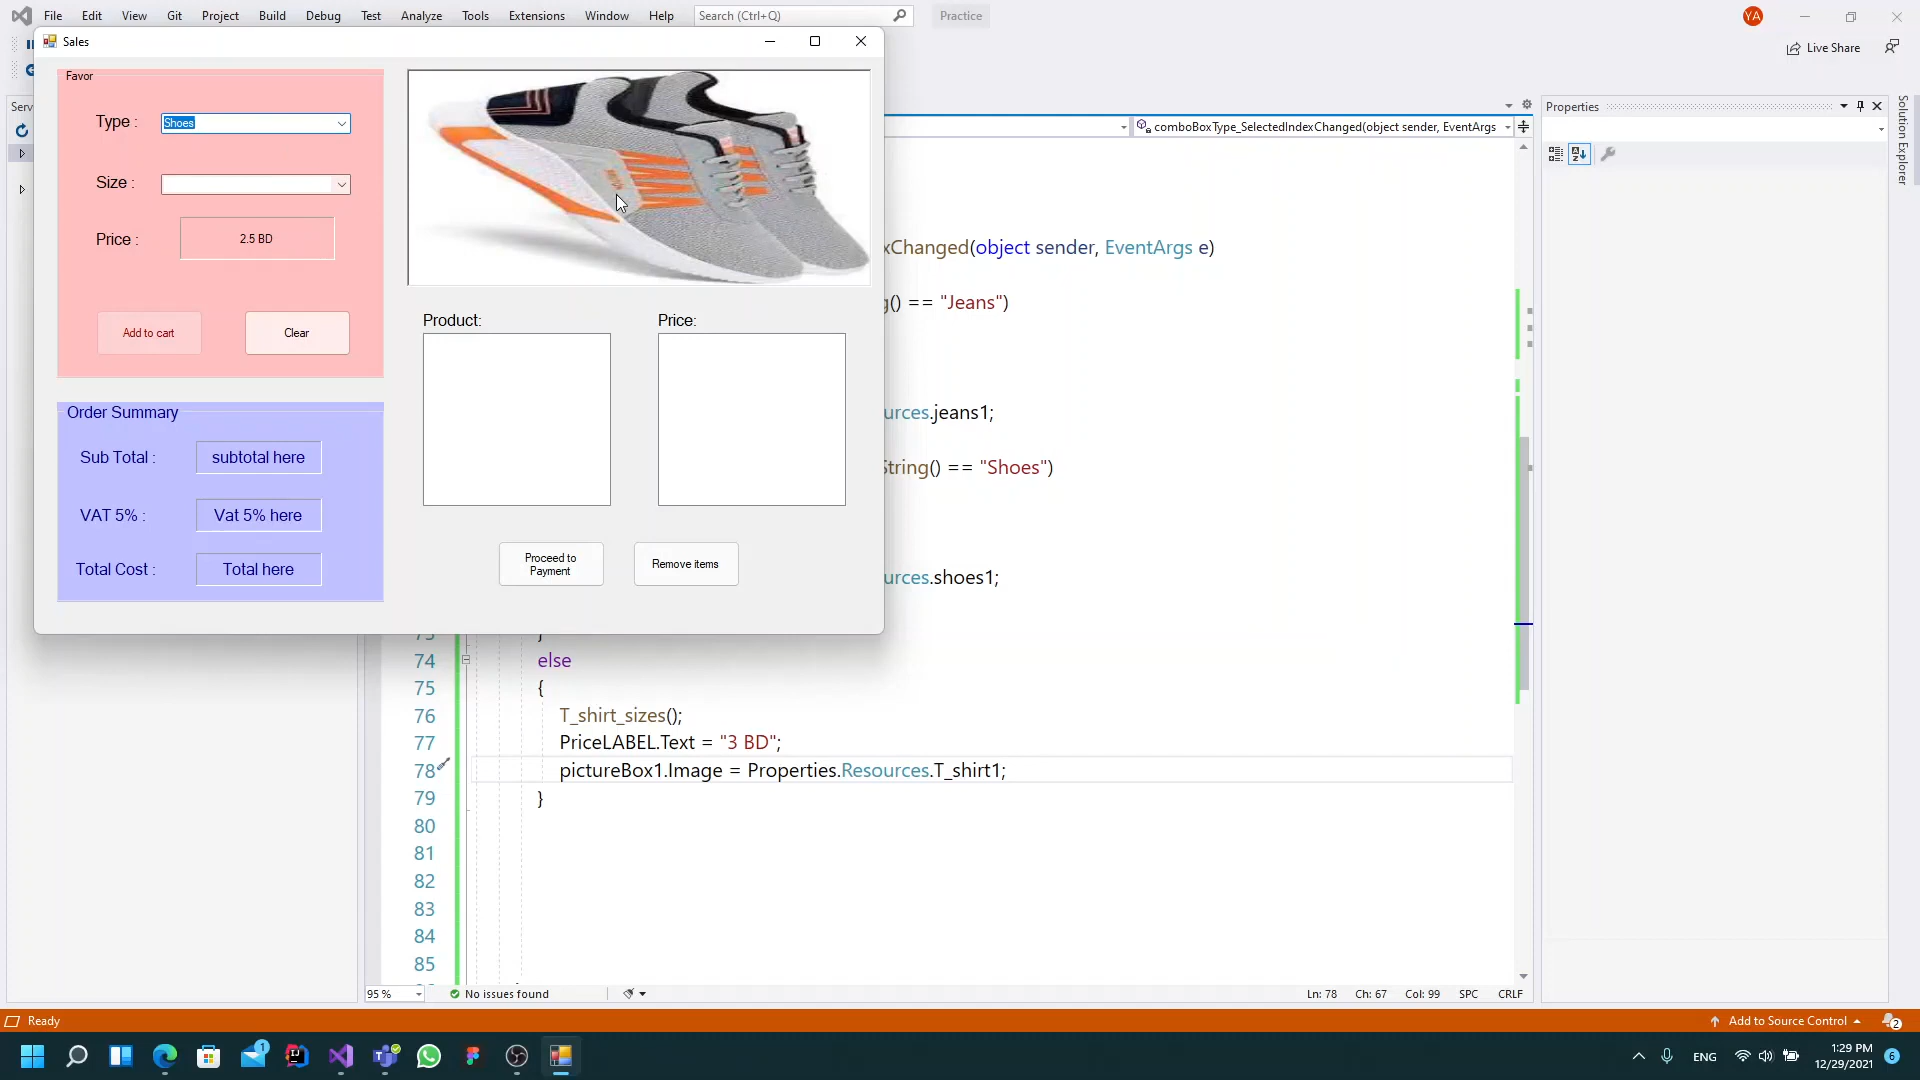 File Edit View Git Project Build Debug Test Analyze Tools Extensions Window Help Search (Ctrl+Q) Practice YA
Sales
Live Share
Favor
Type :
Shoes
Size :
Price :
2.5 BD
Add to cart
Clear
Order Summary
Sub Total :
subtotal here
VAT 5% :
Vat 5% here
Total Cost :
Total here
Product:
Price:
Proceed to
Payment
Remove items
Serv
comboBoxType_SelectedIndexChanged(object sender, EventArgs
Properties
Solution Explorer
xChanged(object sender, EventArgs e)
g() == "Jeans")
urces.jeans1;
String() == "Shoes")
urces.shoes1;
73 }
74 else
75 {
76 T_shirt_sizes();
77 PriceLABEL.Text = "3 BD";
78 pictureBox1.Image = Properties.Resources.T_shirt1;
79 }
80
81
82
83
84
85
95 % No issues found Ln: 78 Ch: 67 Col: 99 SPC CRLF
Ready Add to Source Control 2
1
ENG
1:29 PM
12/29/2021
6